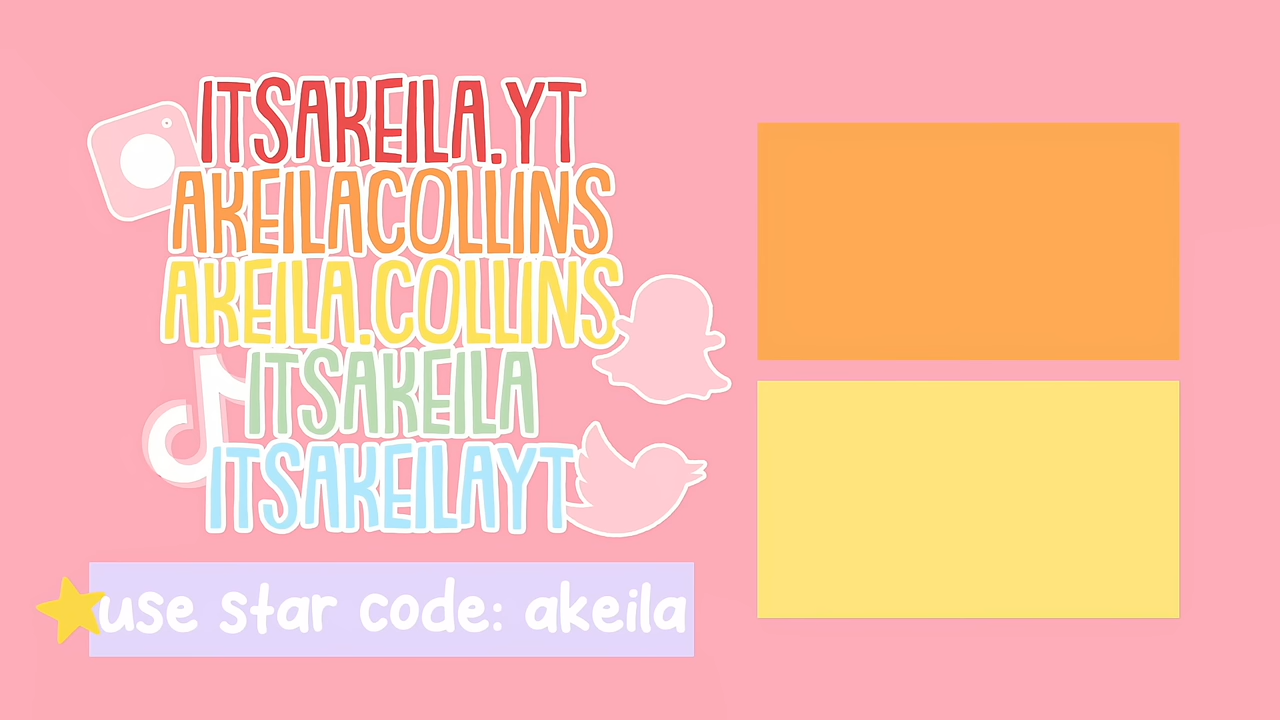 ITSAKEILA.YT
AKEILACOLLINS
AKEILA.COLLINS
ITSAKEILA
ITSAKEILAYT
use star code: akeila